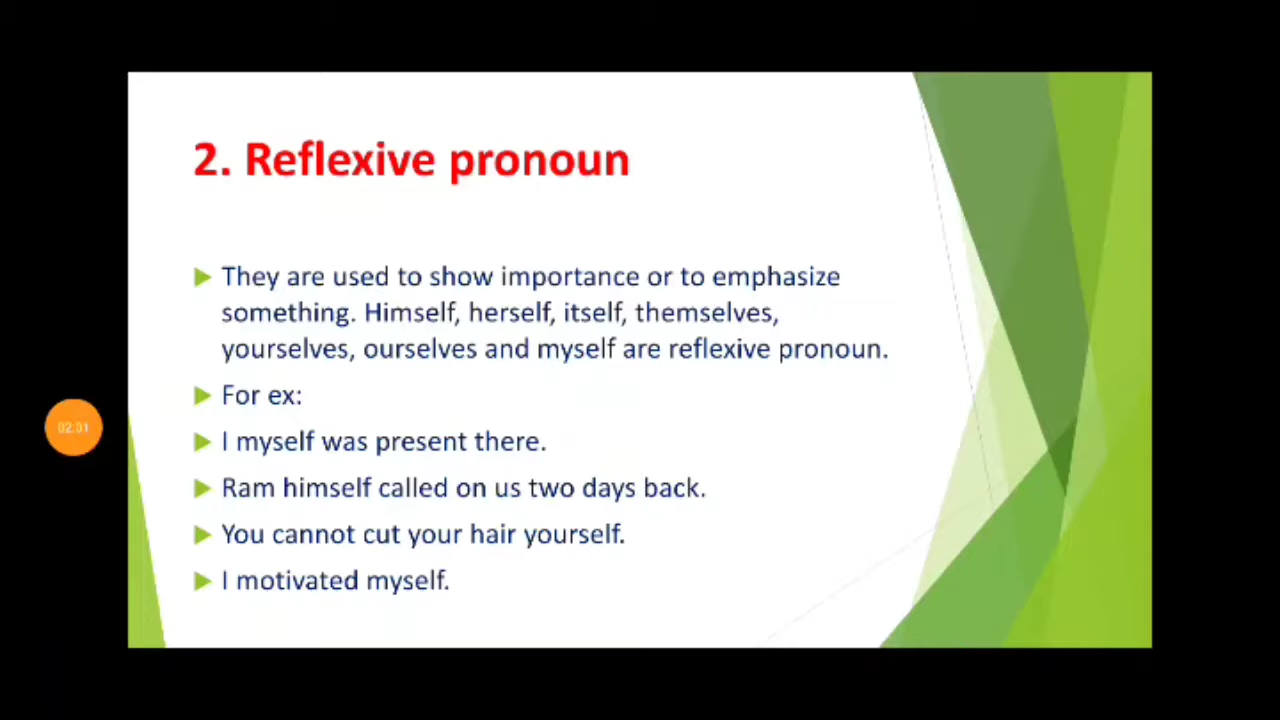 2. Reflexive pronoun
They are used to show importance or to emphasize
something. Himself, herself, itself, themselves,
yourselves, ourselves and myself are reflexive pronoun.
For ex:
I myself was present there.
02:01
Ram himself called on us two days back.
You cannot cut your hair yourself.
I motivated myself.